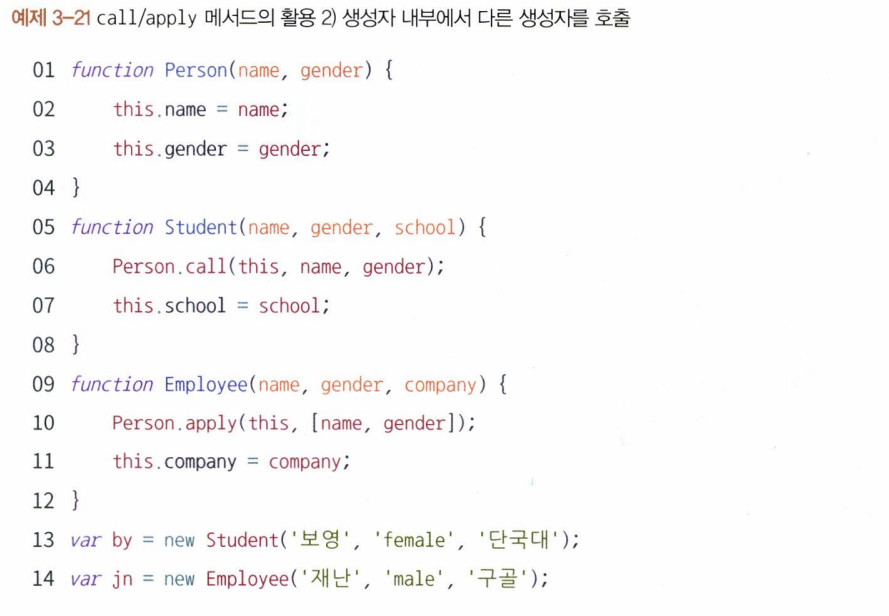 예제 3-21 call/apply 메서드의 활용 2) 생성자 내부에서 다른 생성자를 호출
01 function Person(name, gender) {
02     this.name = name;
03     this.gender = gender;
04 }
05 function Student(name, gender, school) {
06     Person.call(this, name, gender);
07     this.school = school;
08 }
09 function Employee(name, gender, company) {
10     Person.apply(this, [name, gender]);
11     this.company = company;
12 }
13 var by = new Student('보영', 'female', '단국대');
14 var jn = new Employee('재난', 'male', '구골');